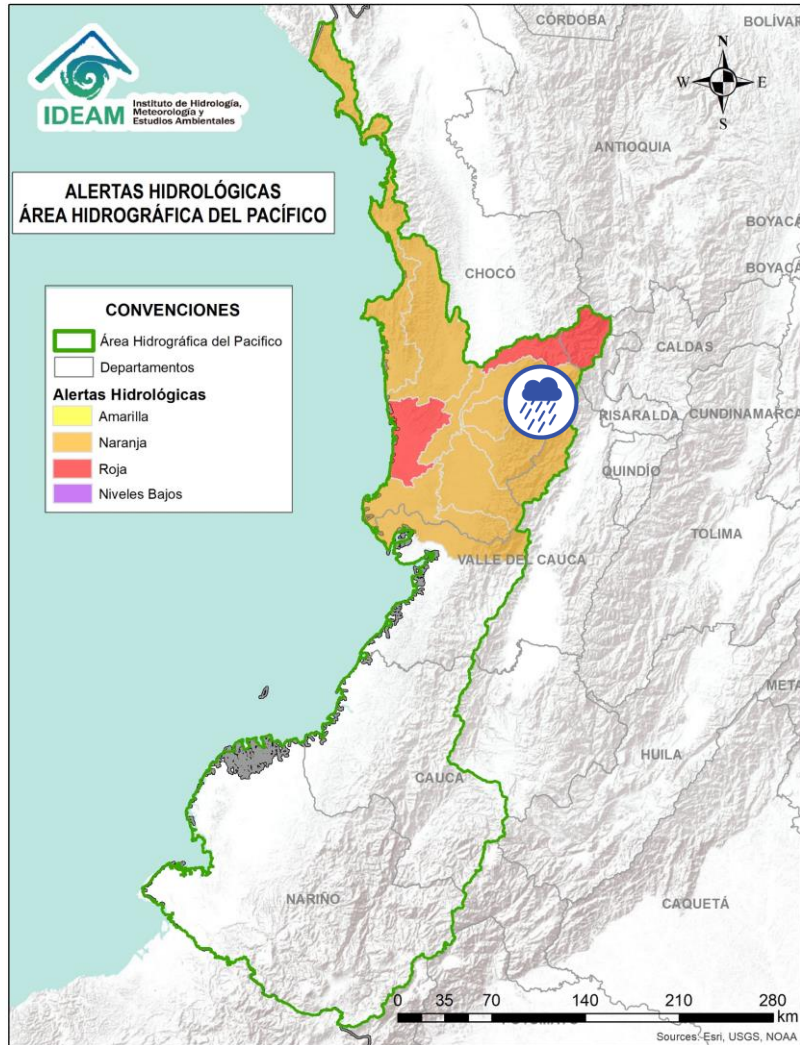 CÓRDOBA
BOLÍVAR
IDEAM
Instituto de Hidrología,
Meteorología y
Estudios Ambientales
N
W E
S
ANTIOQUIA
ALERTAS HIDROLÓGICAS
ÁREA HIDROGRÁFICA DEL PACÍFICO
BOYACÁ
BOYACÁ
CHOCÓ
CONVENCIONES
Área Hidrográfica del Pacifico
Departamentos
Alertas Hidrológicas
Amarilla
Naranja
Roja
Niveles Bajos
CALDAS
RISARALDA
CUNDINAMARCA
QUINDÍO
TOLIMA
VALLE DEL CAUCA
META
HUILA
CAUCA
NARIÑO
CAQUETÁ
0 35 70 140 210 280
km
Sources: Esri, USGS, NOAA